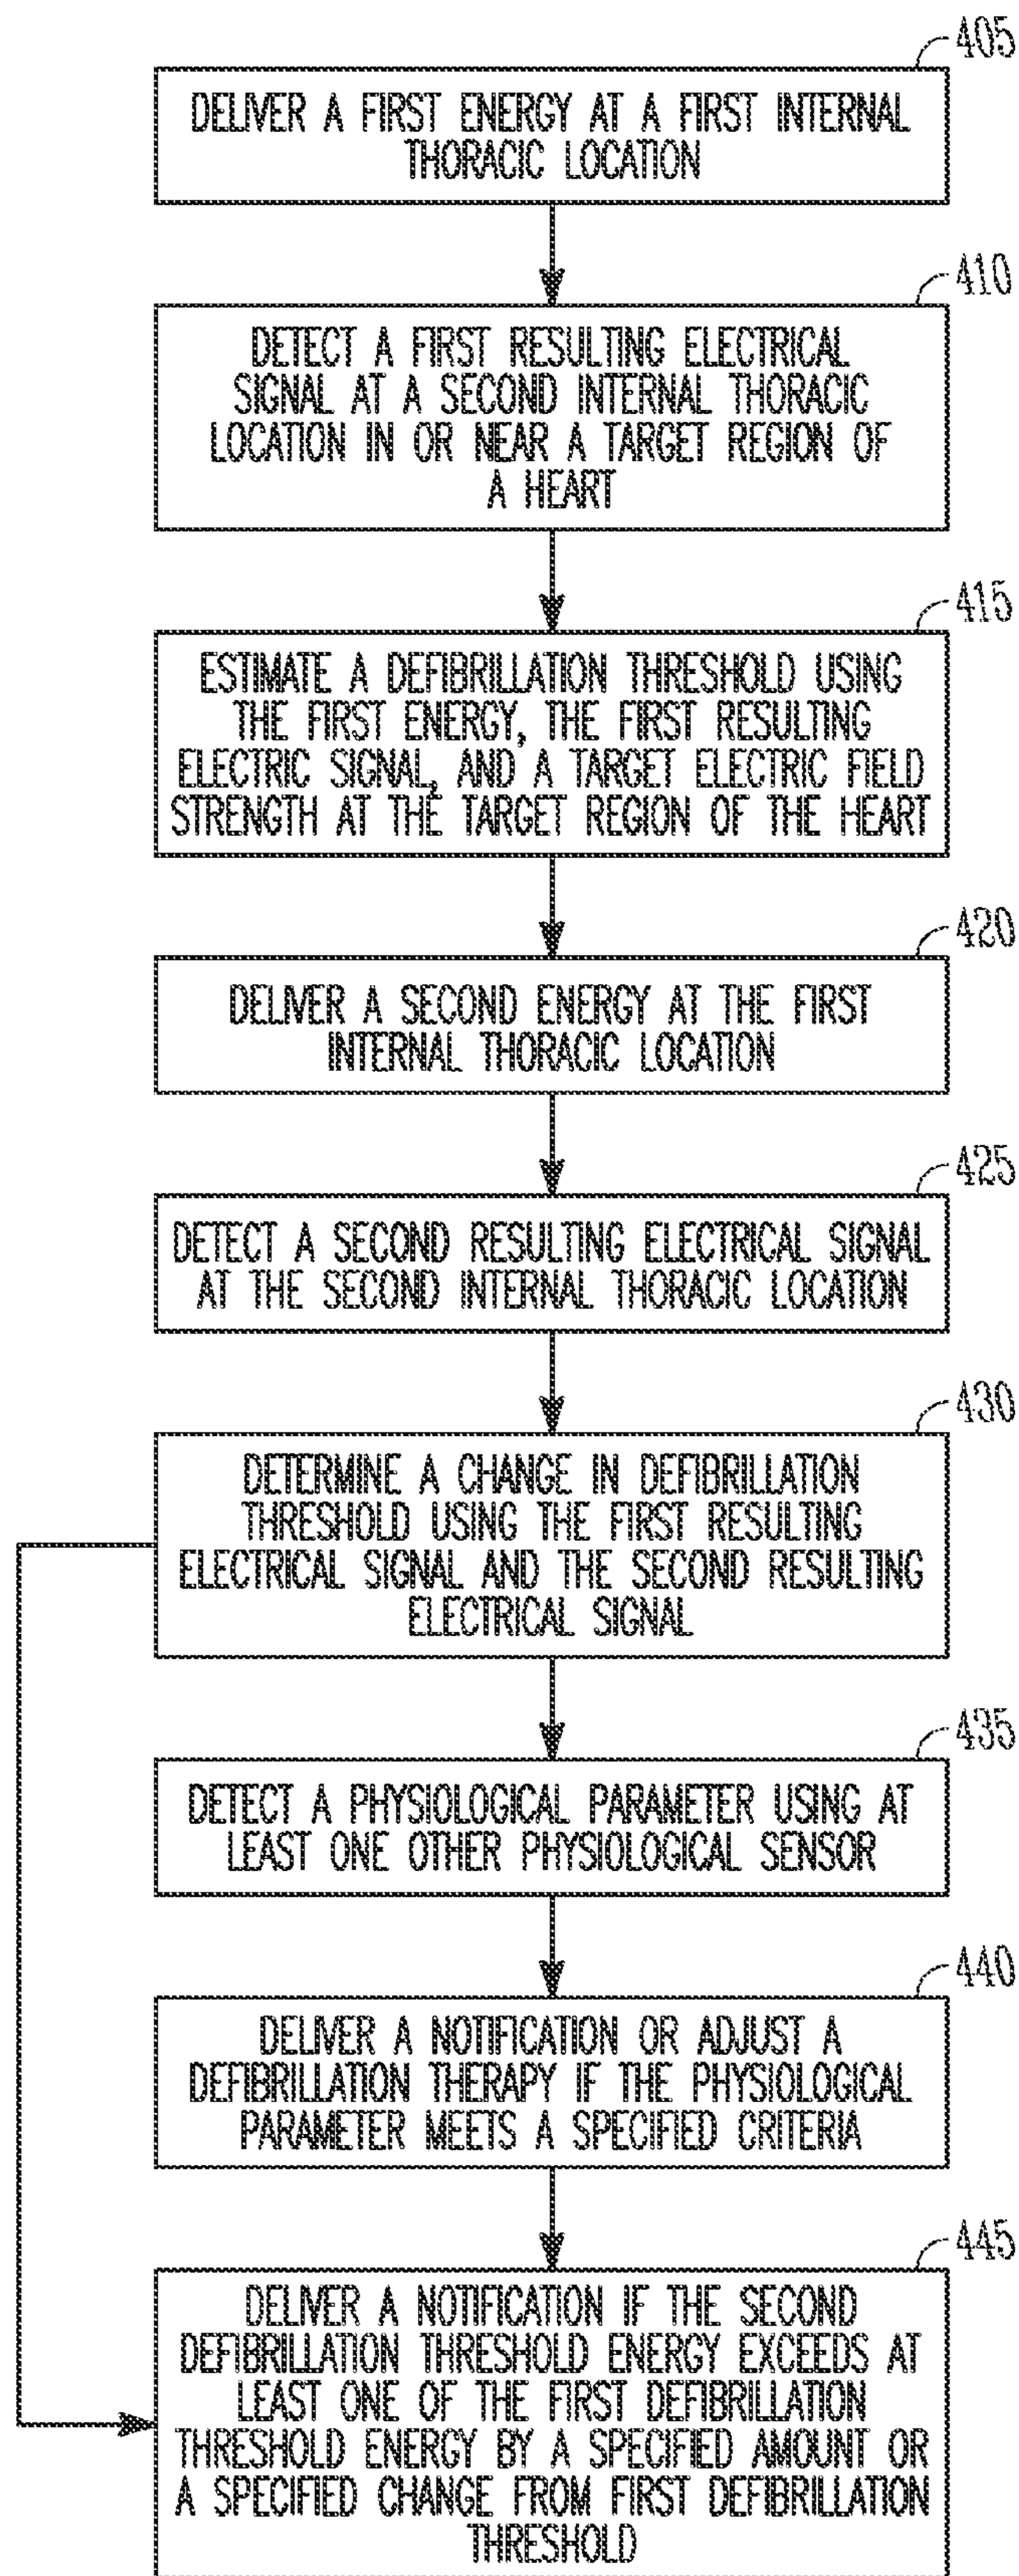 405
DELIVER A FIRST ENERGY AT A FIRST INTERNAL
THORACIC LOCATION
410
DETECT A FIRST RESULTING ELECTRICAL
SIGNAL AT A SECOND INTERNAL THORACIC
LOCATION IN OR NEAR A TARGET REGION OF
A HEART
415
ESTIMATE A DEFIBRILLATION THRESHOLD USING
THE FIRST ENERGY, THE FIRST RESULTING
ELECTRIC SIGNAL, AND A TARGET ELECTRIC FIELD
STRENGTH AT THE TARGET REGION OF THE HEART
420
DELIVER A SECOND ENERGY AT THE FIRST
INTERNAL THORACIC LOCATION
425
DETECT A SECOND RESULTING ELECTRICAL SIGNAL
AT THE SECOND INTERNAL THORACIC LOCATION
430
DETERMINE A CHANGE IN DEFIBRILLATION
THRESHOLD USING THE FIRST RESULTING
ELECTRICAL SIGNAL AND THE SECOND RESULTING
ELECTRICAL SIGNAL
435
DETECT A PHYSIOLOGICAL PARAMETER USING AT
LEAST ONE OTHER PHYSIOLOGICAL SENSOR
440
DELIVER A NOTIFICATION OR ADJUST A
DEFIBRILLATION THERAPY IF THE PHYSIOLOGICAL
PARAMETER MEETS A SPECIFIED CRITERIA
445
DELIVER A NOTIFICATION IF THE SECOND
DEFIBRILLATION THRESHOLD ENERGY EXCEEDS AT
LEAST ONE OF THE FIRST DEFIBRILLATION
THRESHOLD ENERGY BY A SPECIFIED AMOUNT OR
A SPECIFIED CHANGE FROM FIRST DEFIBRILLATION
THRESHOLD